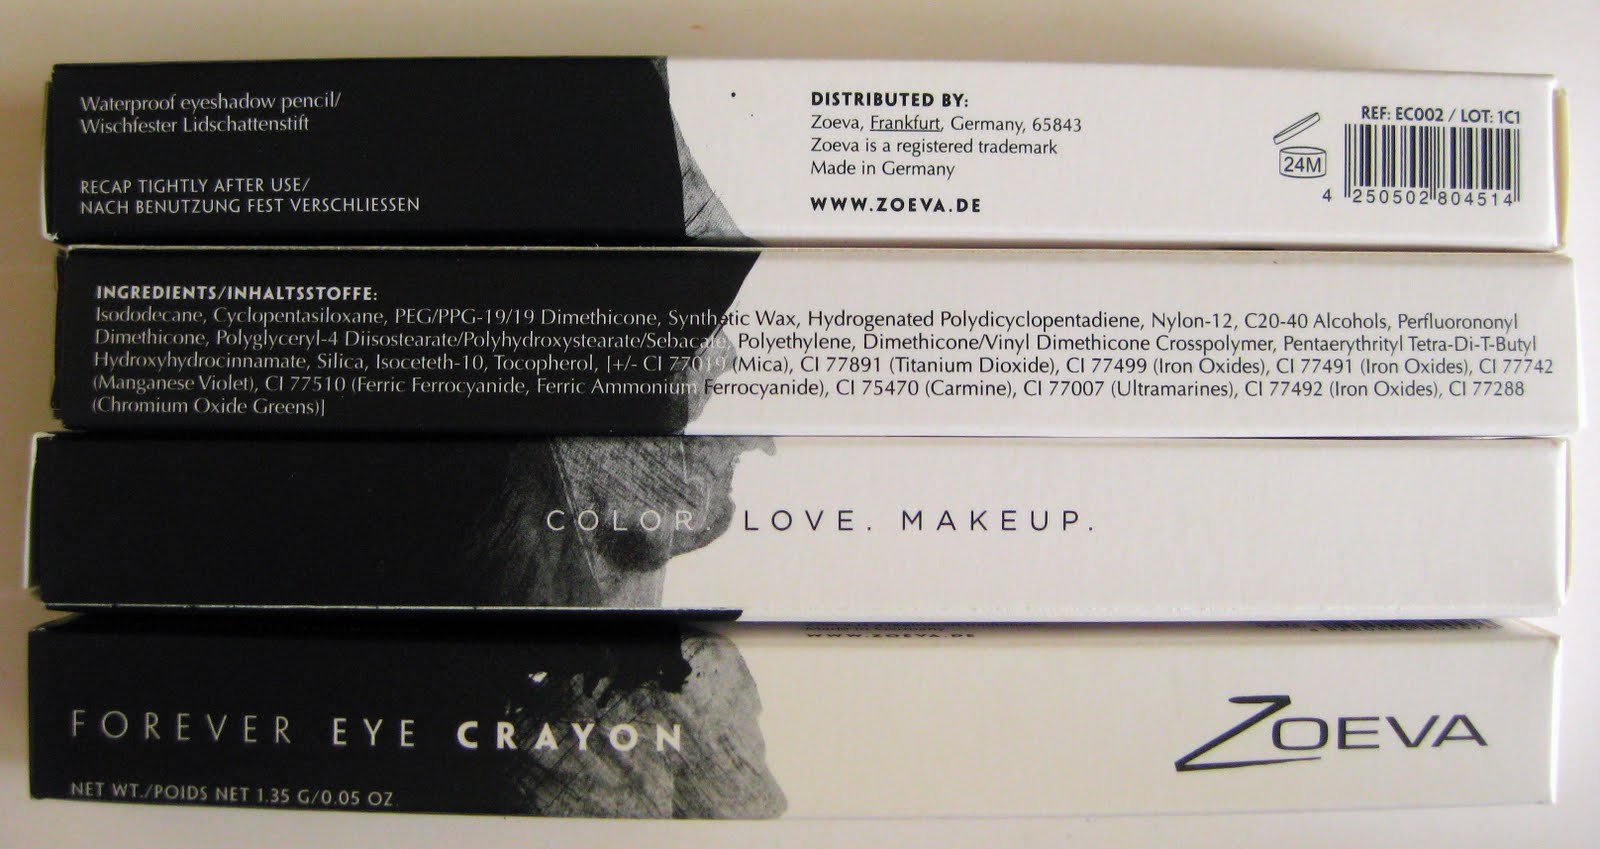 Waterproof eyeshadow pencil/
Wischfester Lidschattenstift
RECAP TIGHTLY AFTER USE/
NACH BENUTZUNG FEST VERSCHLIESSEN
DISTRIBUTED BY:
Zoeva, Frankfurt, Germany, 65843
Zoeva is a registered trademark
Made in Germany
WWW.ZOEVA.DE
24M
REF: EC002 / LOT: 1C1
4 250502 804514
INGREDIENTS/INHALTSSTOFFE:
Isododecane, Cyclopentasiloxane, PEG/PPG-19/19 Dimethicone, Synthetic Wax, Hydrogenated Polydicyclopentadiene, Nylon-12, C20-40 Alcohols, Perfluorononyl
Dimethicone, Polyglyceryl-4 Diisostearate/Polyhydroxystearate/Sebacate, Polyethylene, Dimethicone/Vinyl Dimethicone Crosspolymer, Pentaerythrityl Tetra-Di-T-Butyl
Hydroxyhydrocinnamate, Silica, Isoceteth-10, Tocopherol, [+/- CI 77019 (Mica), CI 77891 (Titanium Dioxide), CI 77499 (Iron Oxides), CI 77491 (Iron Oxides), CI 77742
(Manganese Violet), CI 77510 (Ferric Ferrocyanide, Ferric Ammonium Ferrocyanide), CI 75470 (Carmine), CI 77007 (Ultramarines), CI 77492 (Iron Oxides), CI 77288
(Chromium Oxide Greens)]
COLOR. LOVE. MAKEUP.
Made in Germany
WWW.ZOEVA.DE
FOREVER EYE CRAYON
NET WT./POIDS NET 1.35 G/0.05 OZ.
ZOEVA